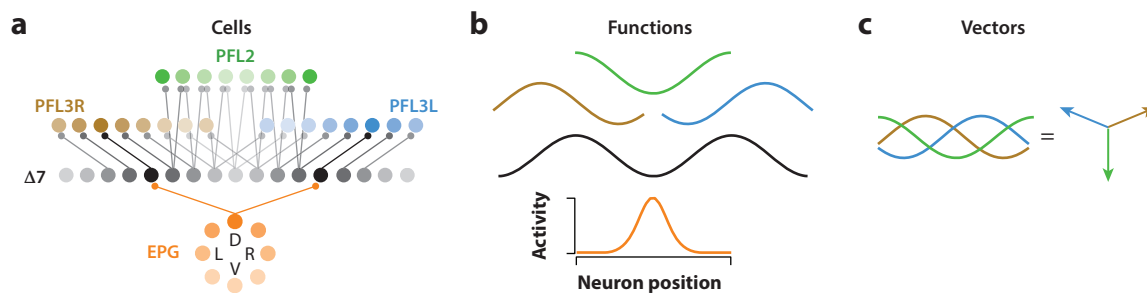 a
Cells
PFL2
PFL3R
PFL3L
Δ7
EPG
D
L R
V
b
Functions
Activity
Neuron position
c
Vectors
=